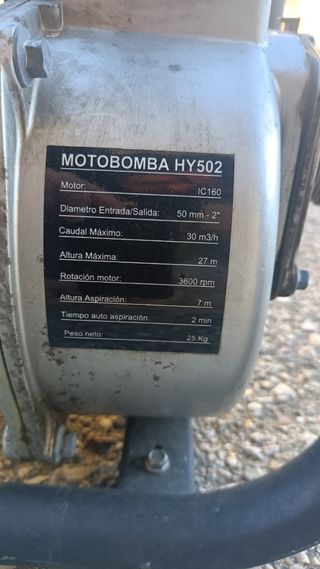 MOTOBOMBA HY502
Motor: IC160
Diametro Entrada/Salida: 50 mm - 2"
Caudal Máximo: 30 m3/h
Altura Máxima: 27 m
Rotación motor: 3600 rpm
Altura Aspiración: 7 m
Tiempo auto aspiración: 2 min
Peso neto: 25 Kg